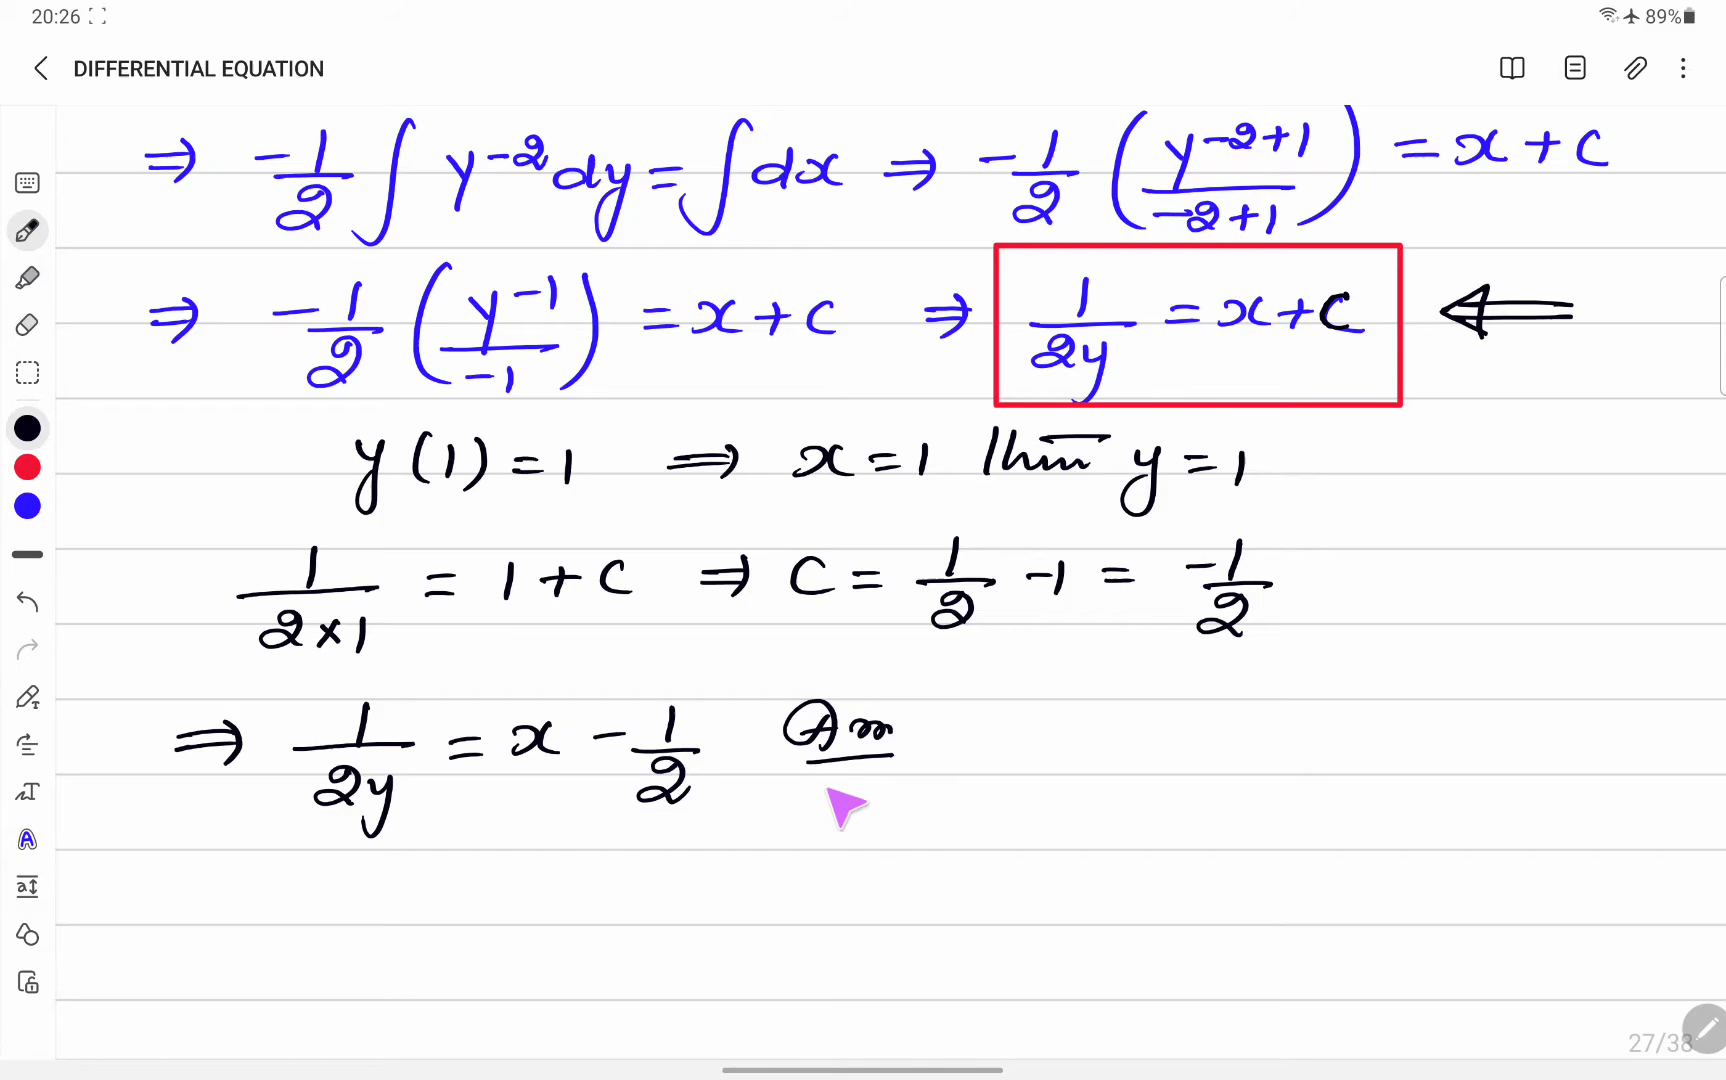 20:26 89%
DIFFERENTIAL EQUATION
⇒ -1/2 ∫ y^-2 dy = ∫ dx ⇒ -1/2 (y^(-2+1)/(-2+1)) = x + c
⇒ -1/2 (y^-1/-1) = x + c ⇒ 1/2y = x + c ⇐
y(1) = 1 ⇒ x = 1 y = 1
1/(2×1) = 1 + c ⇒ C = 1/2 - 1 = -1/2
⇒ 1/2y = x - 1/2
27/38